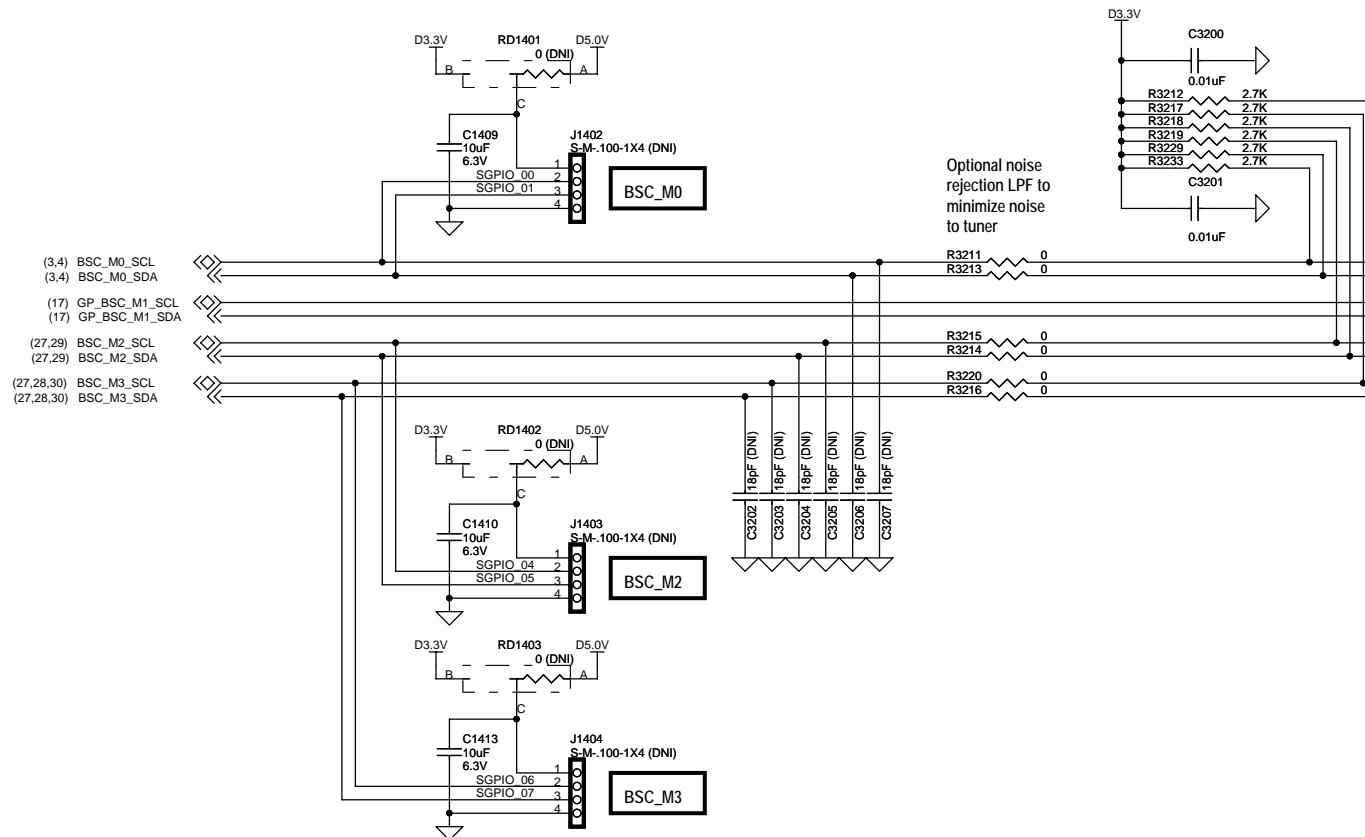 D3.3V
RD1401
D5.0V
0 (DNI)
B
A
C
C1409
10uF
6.3V
J1402
S-M-.100-1X4 (DNI)
1
SGPIO_00
2
SGPIO_01
3
4
BSC_M0
D3.3V
C3200
0.01uF
R3212
2.7K
R3217
2.7K
R3218
2.7K
R3219
2.7K
R3229
2.7K
R3233
2.7K
C3201
0.01uF
Optional noise
rejection LPF to
minimize noise
to tuner
(3,4) BSC_M0_SCL
R3211
0
(3,4) BSC_M0_SDA
R3213
0
(17) GP_BSC_M1_SCL
(17) GP_BSC_M1_SDA
(27,29) BSC_M2_SCL
R3215
0
(27,29) BSC_M2_SDA
R3214
0
(27,28,30) BSC_M3_SCL
R3220
0
(27,28,30) BSC_M3_SDA
R3216
0
D3.3V
RD1402
D5.0V
0 (DNI)
B
A
C
C1410
10uF
6.3V
J1403
S-M-.100-1X4 (DNI)
1
SGPIO_04
2
SGPIO_05
3
4
BSC_M2
C3202
18pF (DNI)
C3203
18pF (DNI)
C3204
18pF (DNI)
C3205
18pF (DNI)
C3206
18pF (DNI)
C3207
18pF (DNI)
D3.3V
RD1403
D5.0V
0 (DNI)
B
A
C
C1413
10uF
6.3V
J1404
S-M-.100-1X4 (DNI)
1
SGPIO_06
2
SGPIO_07
3
4
BSC_M3